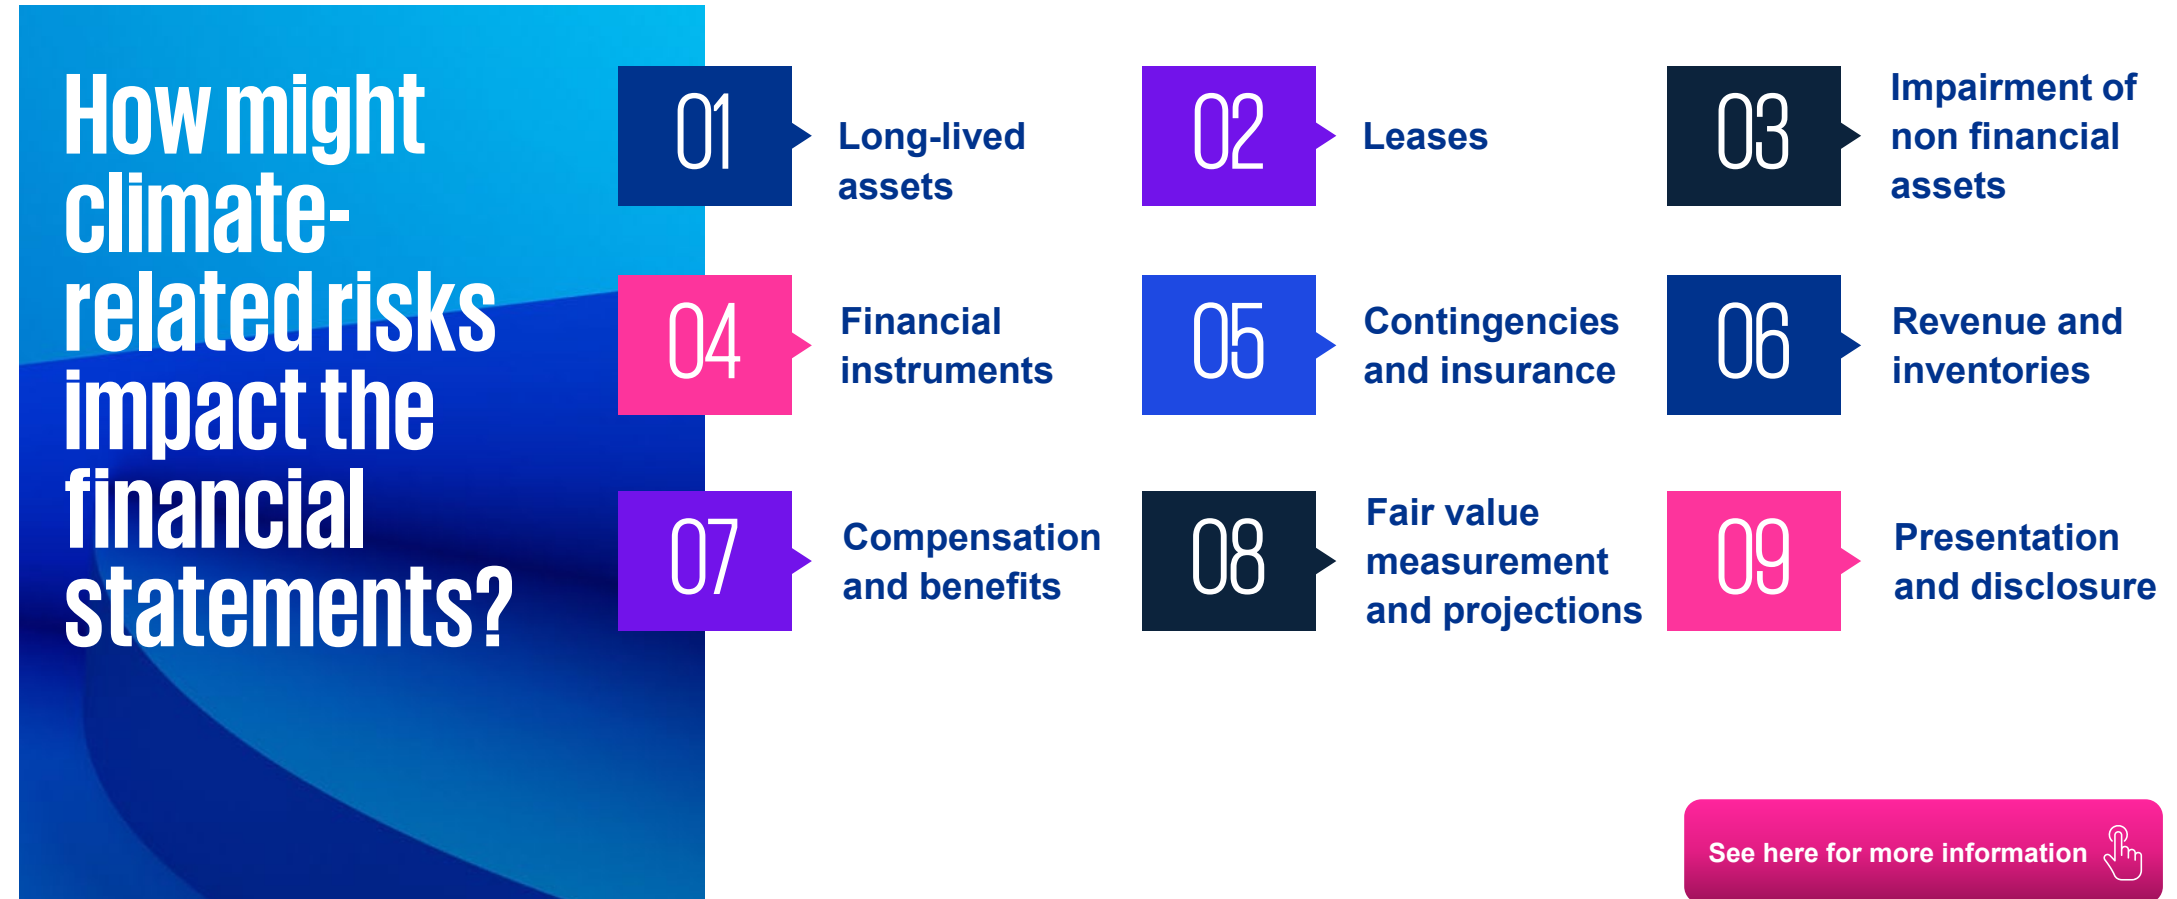 How might
climate-
related risks
impact the
financial
statements?
01
Long-lived
assets
02
Leases
03
Impairment of
non financial
assets
04
Financial
instruments
05
Contingencies
and insurance
06
Revenue and
inventories
07
Compensation
and benefits
08
Fair value
measurement
and projections
09
Presentation
and disclosure
See here for more information